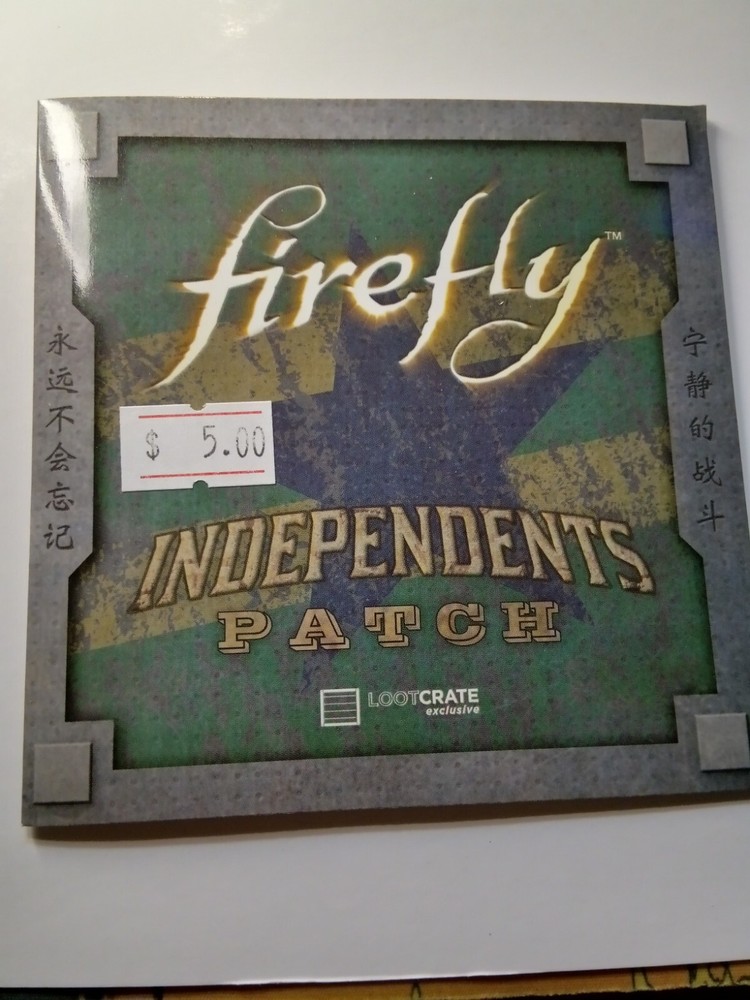 firefly™
永远不会忘记
宁静的战斗
$ 5.00
INDEPENDENTS
PATCH
LOOTCRATE
exclusive